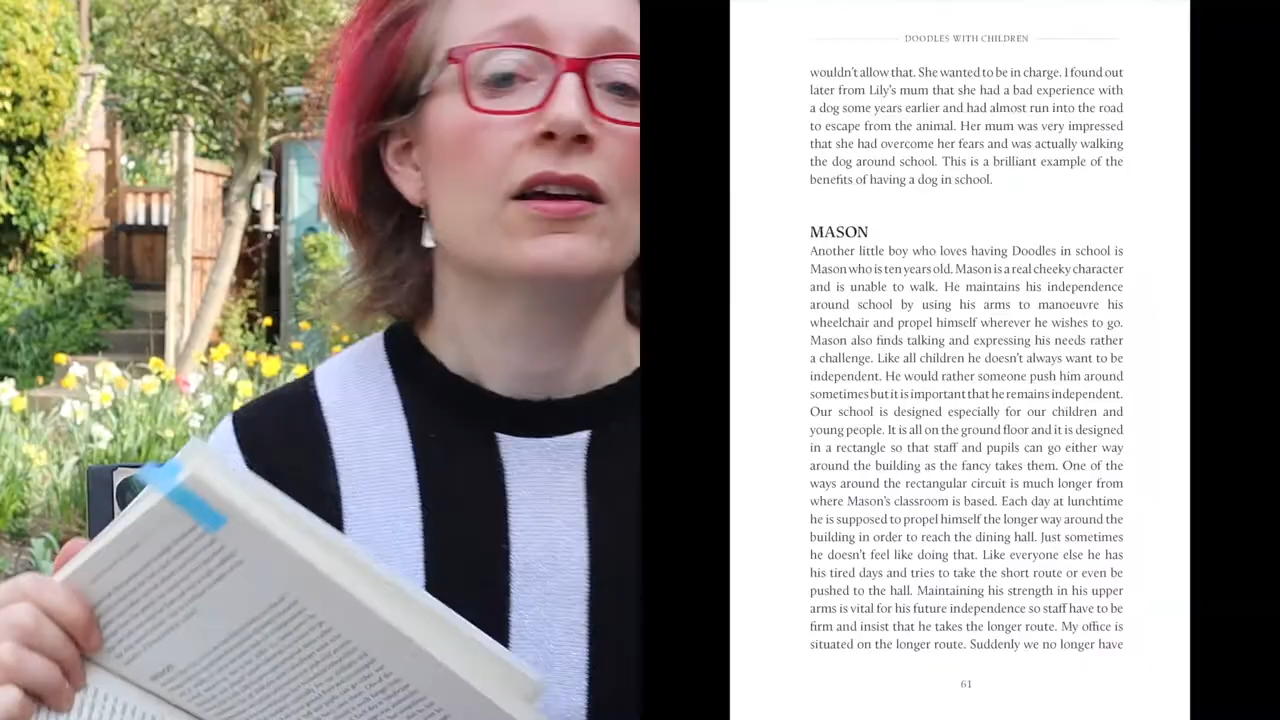 DOODLES WITH CHILDREN
wouldn't allow that. She wanted to be in charge. I found out
later from Lily's mum that she had a bad experience with
a dog some years earlier and had almost run into the road
to escape from the animal. Her mum was very impressed
that she had overcome her fears and was actually walking
the dog around school. This is a brilliant example of the
benefits of having a dog in school.
MASON
Another little boy who loves having Doodles in school is
Mason who is ten years old. Mason is a real cheeky character
and is unable to walk. He maintains his independence
around school by using his arms to manoeuvre his
wheelchair and propel himself wherever he wishes to go.
Mason also finds talking and expressing his needs rather
a challenge. Like all children he doesn't always want to be
independent. He would rather someone push him around
sometimes but it is important that he remains independent.
Our school is designed especially for our children and
young people. It is all on the ground floor and it is designed
in a rectangle so that staff and pupils can go either way
around the building as the fancy takes them. One of the
ways around the rectangular circuit is much longer from
where Mason's classroom is based. Each day at lunchtime
he is supposed to propel himself the longer way around the
building in order to reach the dining hall. Just sometimes
he doesn't feel like doing that. Like everyone else he has
his tired days and tries to take the short route or even be
pushed to the hall. Maintaining his strength in his upper
arms is vital for his future independence so staff have to be
firm and insist that he takes the longer route. My office is
situated on the longer route. Suddenly we no longer have
61